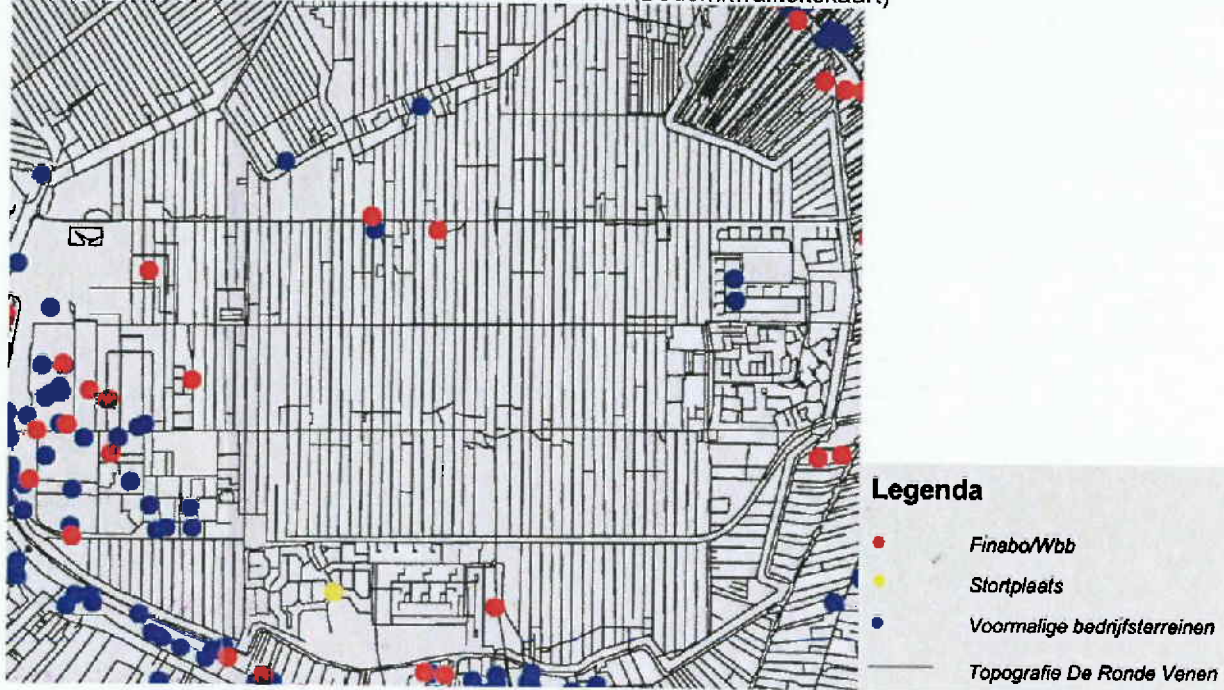 Legenda
Finabo/Wbb
Stortplaats
Voormalige bedrijfsterreinen
Topografie De Ronde Venen